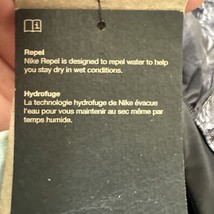 Repel
Nike Repel is designed to repel water to help
you stay dry in wet conditions.
Hydrofuge
La technologie hydrofuge de Nike évacue
l'eau pour vous maintenir au sec même par
temps humide.